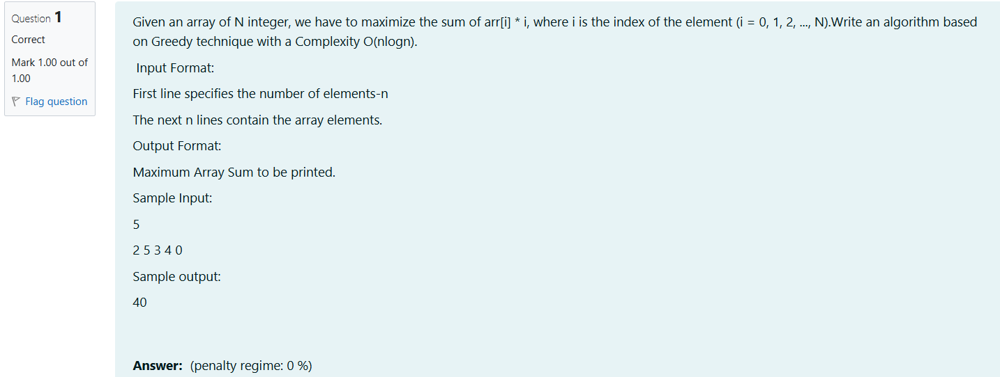 Question 1
Correct
Mark 1.00 out of
1.00
Flag question
Given an array of N integer, we have to maximize the sum of arr[i] * i, where i is the index of the element (i = 0, 1, 2, ..., N).Write an algorithm based
on Greedy technique with a Complexity O(nlogn).
Input Format:
First line specifies the number of elements-n
The next n lines contain the array elements.
Output Format:
Maximum Array Sum to be printed.
Sample Input:
5
2 5 3 4 0
Sample output:
40
Answer: (penalty regime: 0 %)